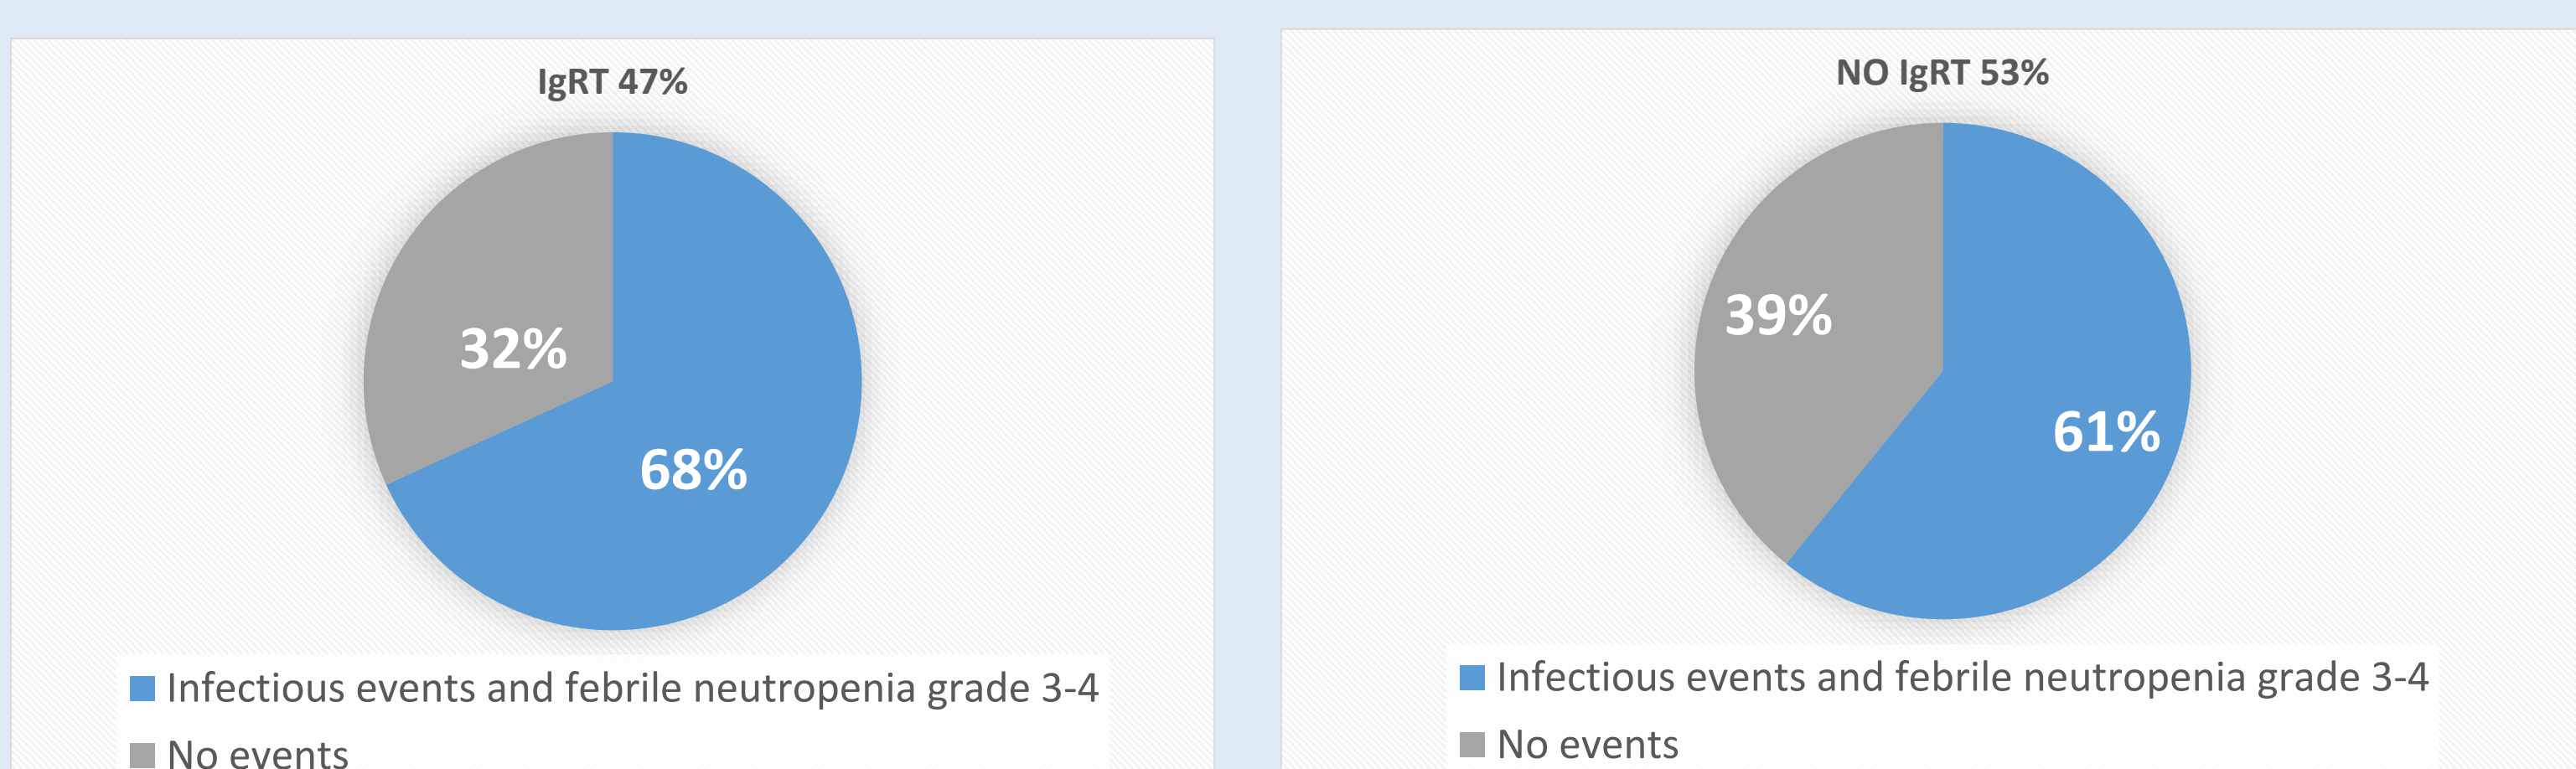 IgRT 47%
32%
68%
Infectious events and febrile neutropenia grade 3-4
No events
NO IgRT 53%
39%
61%
Infectious events and febrile neutropenia grade 3-4
No events